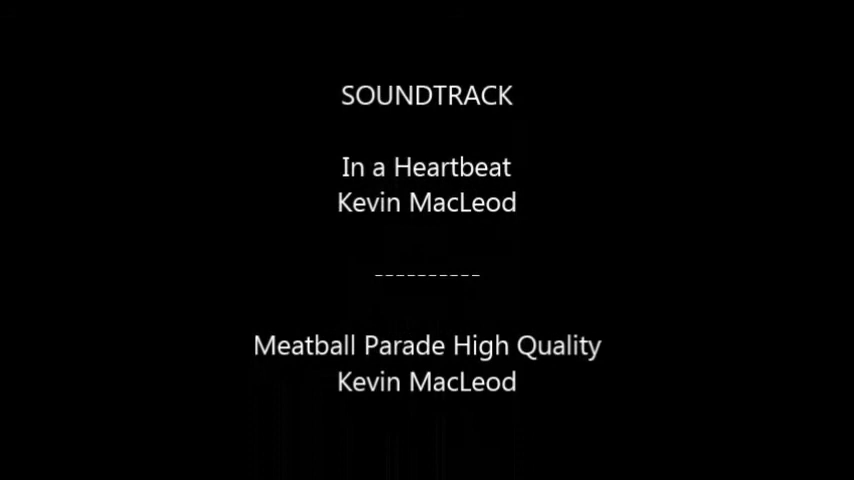 SOUNDTRACK
In a Heartbeat
Kevin MacLeod
----------
Meatball Parade High Quality
Kevin MacLeod